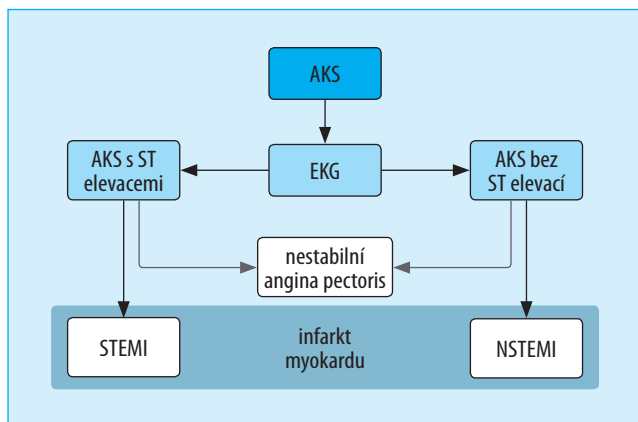 AKS
AKS s ST
elevacemi
EKG
AKS bez
ST elevací
nestabilní
angina pectoris
STEMI
infarkt
myokardu
NSTEMI